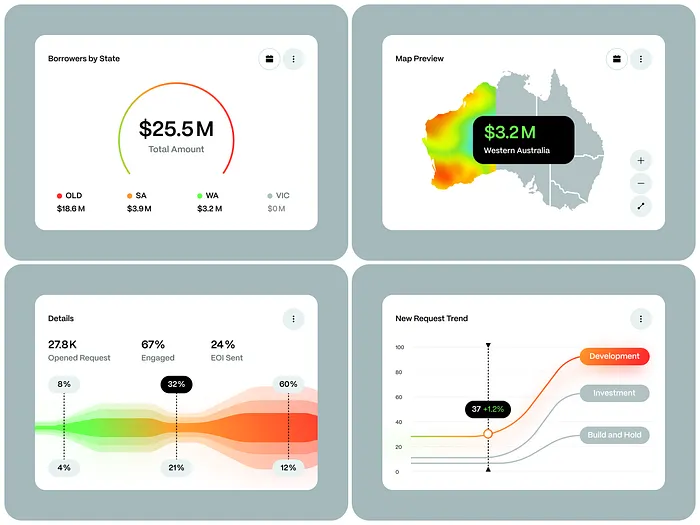 Borrowers by State
$25.5M
Total Amount
OLD
SA
WA
VIC
$18.6M
$3.9M
$3.2M
$0M
Map Preview
$3.2M
Western Australia
Details
27.8K
67%
24%
Opened Request
Engaged
EOI Sent
8%
32%
60%
4%
21%
12%
New Request Trend
100
80
60
40
20
0
37 +1.2%
Development
Investment
Build and Hold